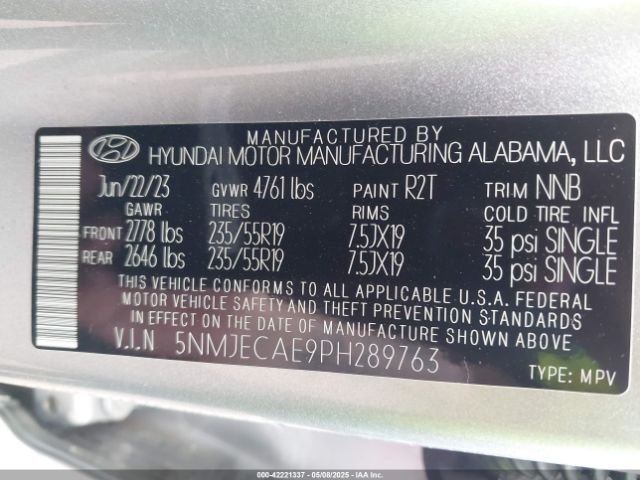 MANUFACTURED BY
HYUNDAI MOTOR MANUFACTURING ALABAMA, LLC
Jun/22/23 GVWR 4761 lbs PAINT R2T TRIM NNB
GAWR TIRES RIMS COLD TIRE INFL
FRONT 2778 lbs 235/55R19 7.5JX19 35 psi SINGLE
REAR 2646 lbs 235/55R19 7.5JX19 35 psi SINGLE
THIS VEHICLE CONFORMS TO ALL APPLICABLE U.S.A. FEDERAL
MOTOR VEHICLE SAFETY AND THEFT PREVENTION STANDARDS
IN EFFECT ON THE DATE OF MANUFACTURE SHOWN ABOVE
V.I.N 5NMJECAE9PH289763
TYPE: MPV
000-42221337 05/08/2025 COPART IAA